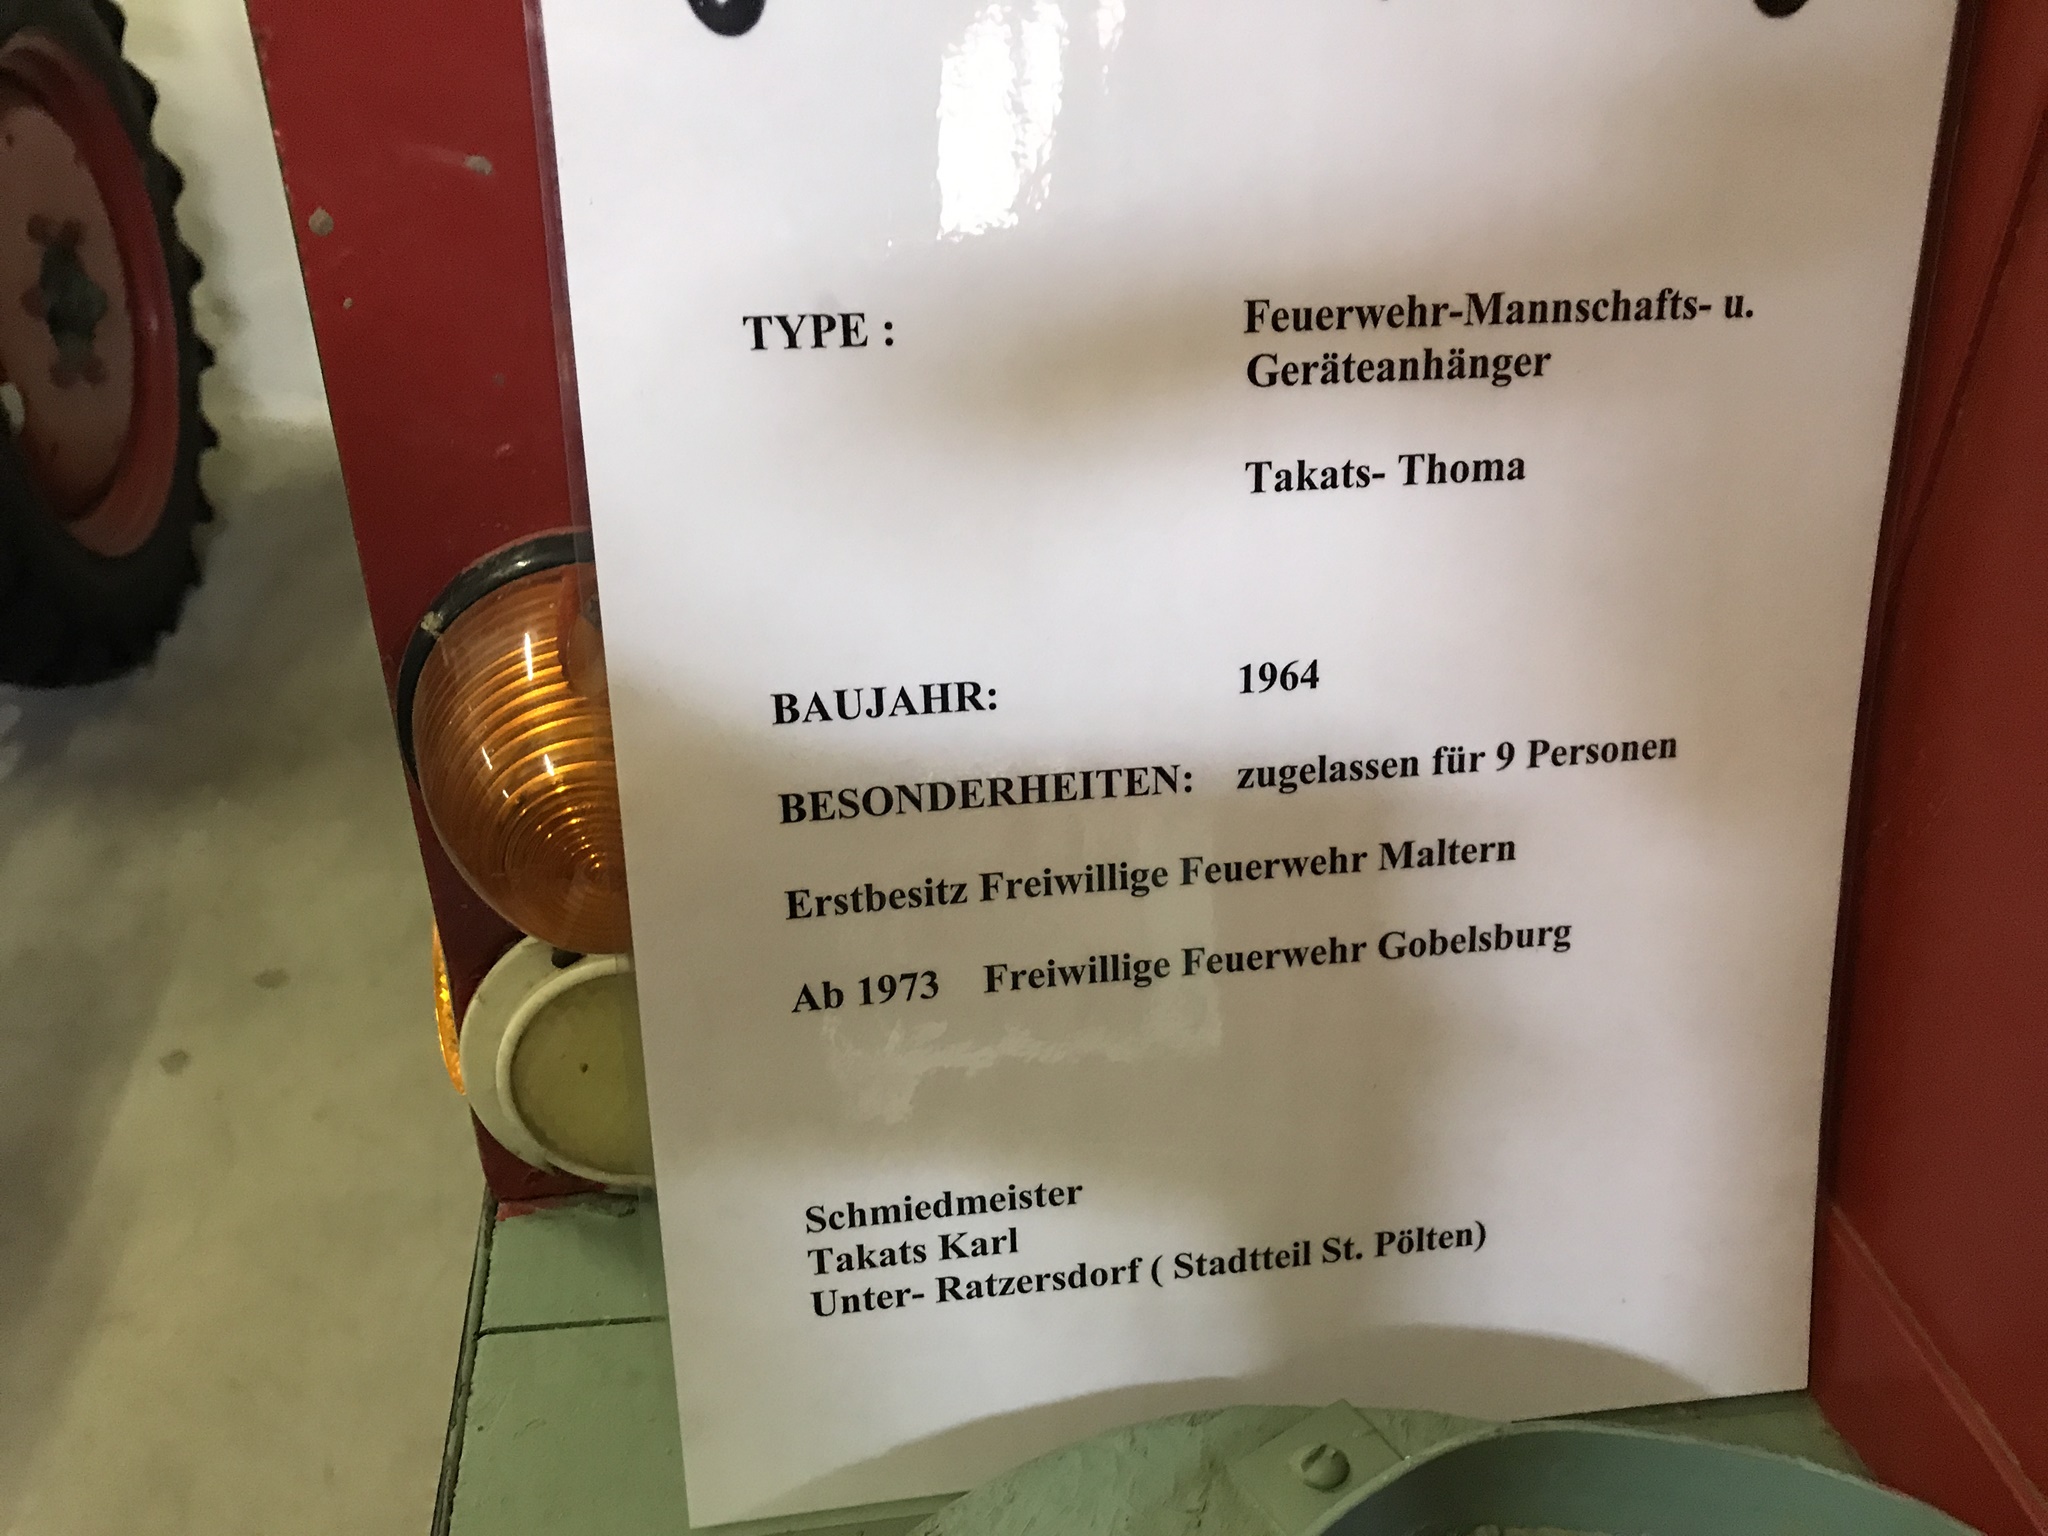 TYPE : Feuerwehr-Mannschafts- u.
Geräteanhänger
Takats- Thoma
BAUJAHR: 1964
BESONDERHEITEN: zugelassen für 9 Personen
Erstbesitz Freiwillige Feuerwehr Maltern
Ab 1973 Freiwillige Feuerwehr Gobelsburg
Schmiedmeister
Takats Karl
Unter- Ratzersdorf ( Stadtteil St. Pölten)